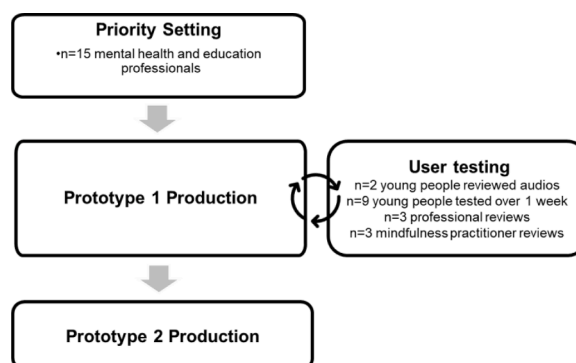 Priority Setting
•n=15 mental health and education
professionals
Prototype 1 Production
User testing
n=2 young people reviewed audios
n=9 young people tested over 1 week
n=3 professional reviews
n=3 mindfulness practitioner reviews
Prototype 2 Production